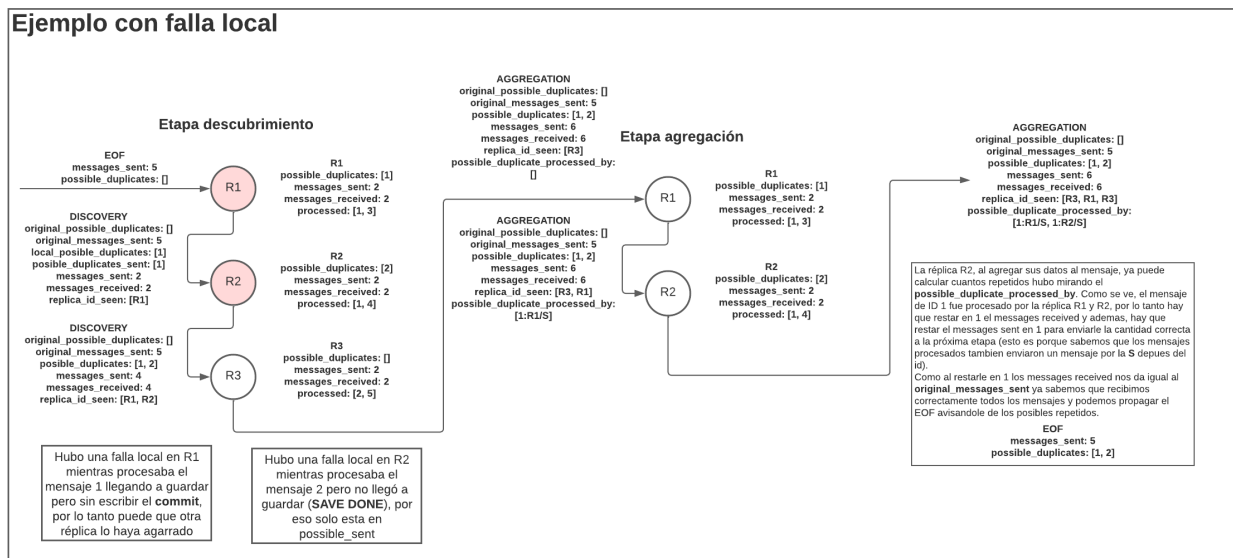 Ejemplo con falla local
Etapa descubrimiento
EOF
messages_sent: 5
possible_duplicates: []
R1
R1
possible_duplicates: [1]
messages_sent: 2
messages_received: 2
processed: [1, 3]
DISCOVERY
original_possible_duplicates: []
original_messages_sent: 5
local_posible_duplicates: [1]
posible_duplicates_sent: [1]
messages_sent: 2
messages_received: 2
replica_id_seen: [R1]
R2
R2
possible_duplicates: [2]
messages_sent: 2
messages_received: 2
processed: [1, 4]
DISCOVERY
original_possible_duplicates: []
original_messages_sent: 5
posible_duplicates: [1, 2]
messages_sent: 4
messages_received: 4
replica_id_seen: [R1, R2]
R3
R3
possible_duplicates: []
messages_sent: 2
messages_received: 2
processed: [2, 5]
Hubo una falla local en R1
mientras procesaba el
mensaje 1 llegando a guardar
pero sin escribir el commit,
por lo tanto puede que otra
réplica lo haya agarrado
Hubo una falla local en R2
mientras procesaba el
mensaje 2 pero no llegó a
guardar (SAVE DONE), por
eso solo esta en
possible_sent
AGGREGATION
original_possible_duplicates: []
original_messages_sent: 5
possible_duplicates: [1, 2]
messages_sent: 6
messages_received: 6
replica_id_seen: [R3]
possible_duplicate_processed_by:
[]
Etapa agregación
R1
R1
possible_duplicates: [1]
messages_sent: 2
messages_received: 2
processed: [1, 3]
AGGREGATION
original_possible_duplicates: []
original_messages_sent: 5
possible_duplicates: [1, 2]
messages_sent: 6
messages_received: 6
replica_id_seen: [R3, R1]
possible_duplicate_processed_by:
[1:R1/S]
R2
R2
possible_duplicates: [2]
messages_sent: 2
messages_received: 2
processed: [1, 4]
AGGREGATION
original_possible_duplicates: []
original_messages_sent: 5
possible_duplicates: [1, 2]
messages_sent: 6
messages_received: 6
replica_id_seen: [R3, R1, R3]
possible_duplicate_processed_by:
[1:R1/S, 1:R2/S]
La réplica R2, al agregar sus datos al mensaje, ya puede
calcular cuantos repetidos hubo mirando el
possible_duplicate_processed_by. Como se ve, el mensaje
de ID 1 fue procesado por la réplica R1 y R2, por lo tanto hay
que restar en 1 el messages received y ademas, hay que
restar el messages sent en 1 para enviarle la cantidad correcta
a la próxima etapa (esto es porque sabemos que los mensajes
procesados tambien enviaron un mensaje por la S depues del
id).
Como al restarle en 1 los messages received nos da igual al
original_messages_sent ya sabemos que recibimos
correctamente todos los mensajes y podemos propagar el
EOF avisandole de los posibles repetidos.
EOF
messages_sent: 5
possible_duplicates: [1, 2]